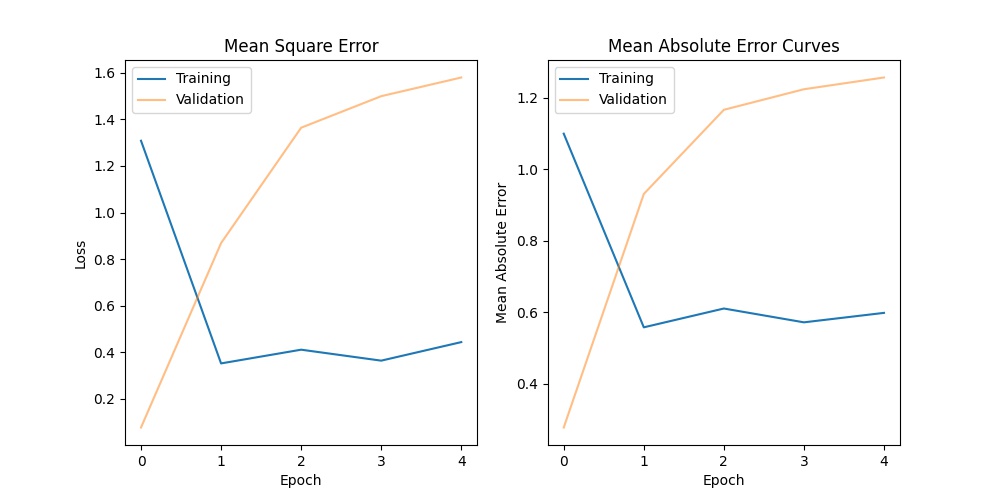 Mean Square Error
Training
Validation
1.6
1.4
1.2
1.0
0.8
0.6
0.4
0.2
Loss
0 1 2 3 4
Epoch
Mean Absolute Error Curves
Training
Validation
1.2
1.0
0.8
0.6
0.4
Mean Absolute Error
0 1 2 3 4
Epoch